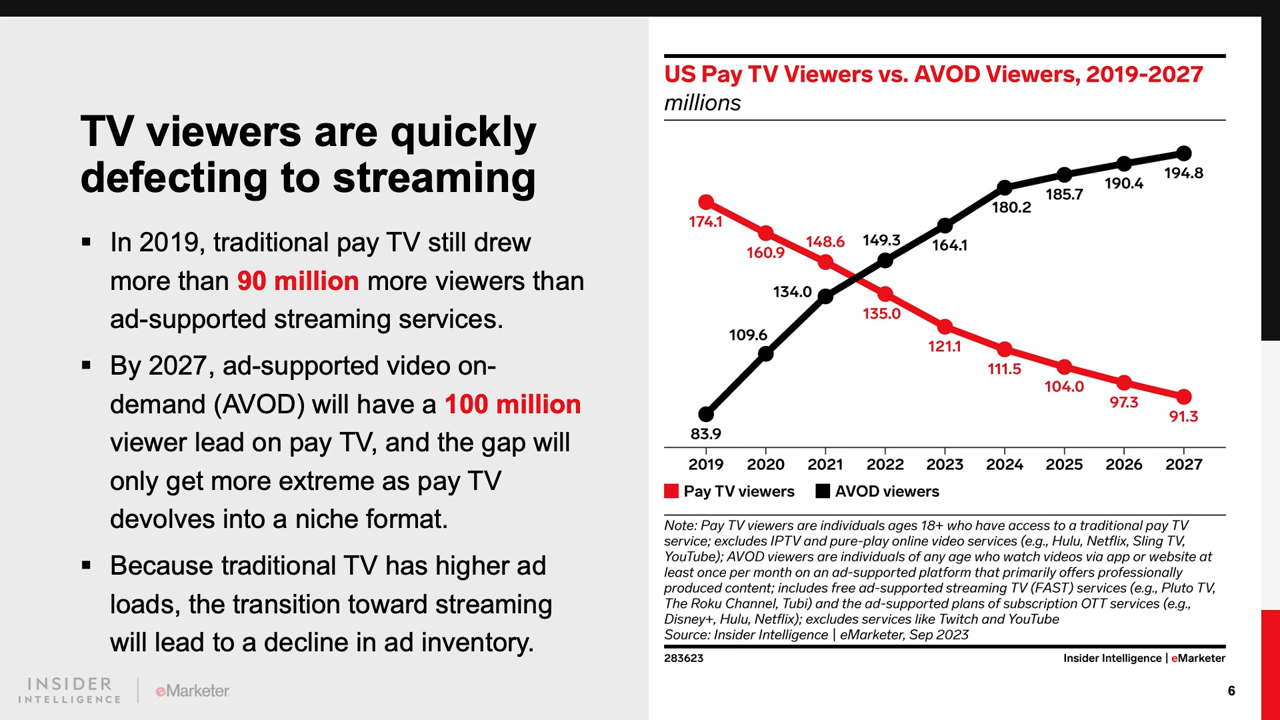 TV viewers are quickly
defecting to streaming
▪ In 2019, traditional pay TV still drew
more than 90 million more viewers than
ad-supported streaming services.
▪ By 2027, ad-supported video on-
demand (AVOD) will have a 100 million
viewer lead on pay TV, and the gap will
only get more extreme as pay TV
devolves into a niche format.
▪ Because traditional TV has higher ad
loads, the transition toward streaming
will lead to a decline in ad inventory.
INSIDER
INTELLIGENCE
eMarketer
US Pay TV Viewers vs. AVOD Viewers, 2019-2027
millions
174.1
160.9
148.6
135.0
121.1
111.5
104.0
97.3
91.3
83.9
109.6
134.0
149.3
164.1
180.2
185.7
190.4
194.8
2019 2020 2021 2022 2023 2024 2025 2026 2027
Pay TV viewers AVOD viewers
Note: Pay TV viewers are individuals ages 18+ who have access to a traditional pay TV
service; excludes IPTV and pure-play online video services (e.g., Hulu, Netflix, Sling TV,
YouTube); AVOD viewers are individuals of any age who watch videos via app or website at
least once per month on an ad-supported platform that primarily offers professionally
produced content; includes free ad-supported streaming TV (FAST) services (e.g., Pluto TV,
The Roku Channel, Tubi) and the ad-supported plans of subscription OTT services (e.g.,
Disney+, Hulu, Netflix); excludes services like Twitch and YouTube
Source: Insider Intelligence | eMarketer, Sep 2023
283623 Insider Intelligence | eMarketer
6